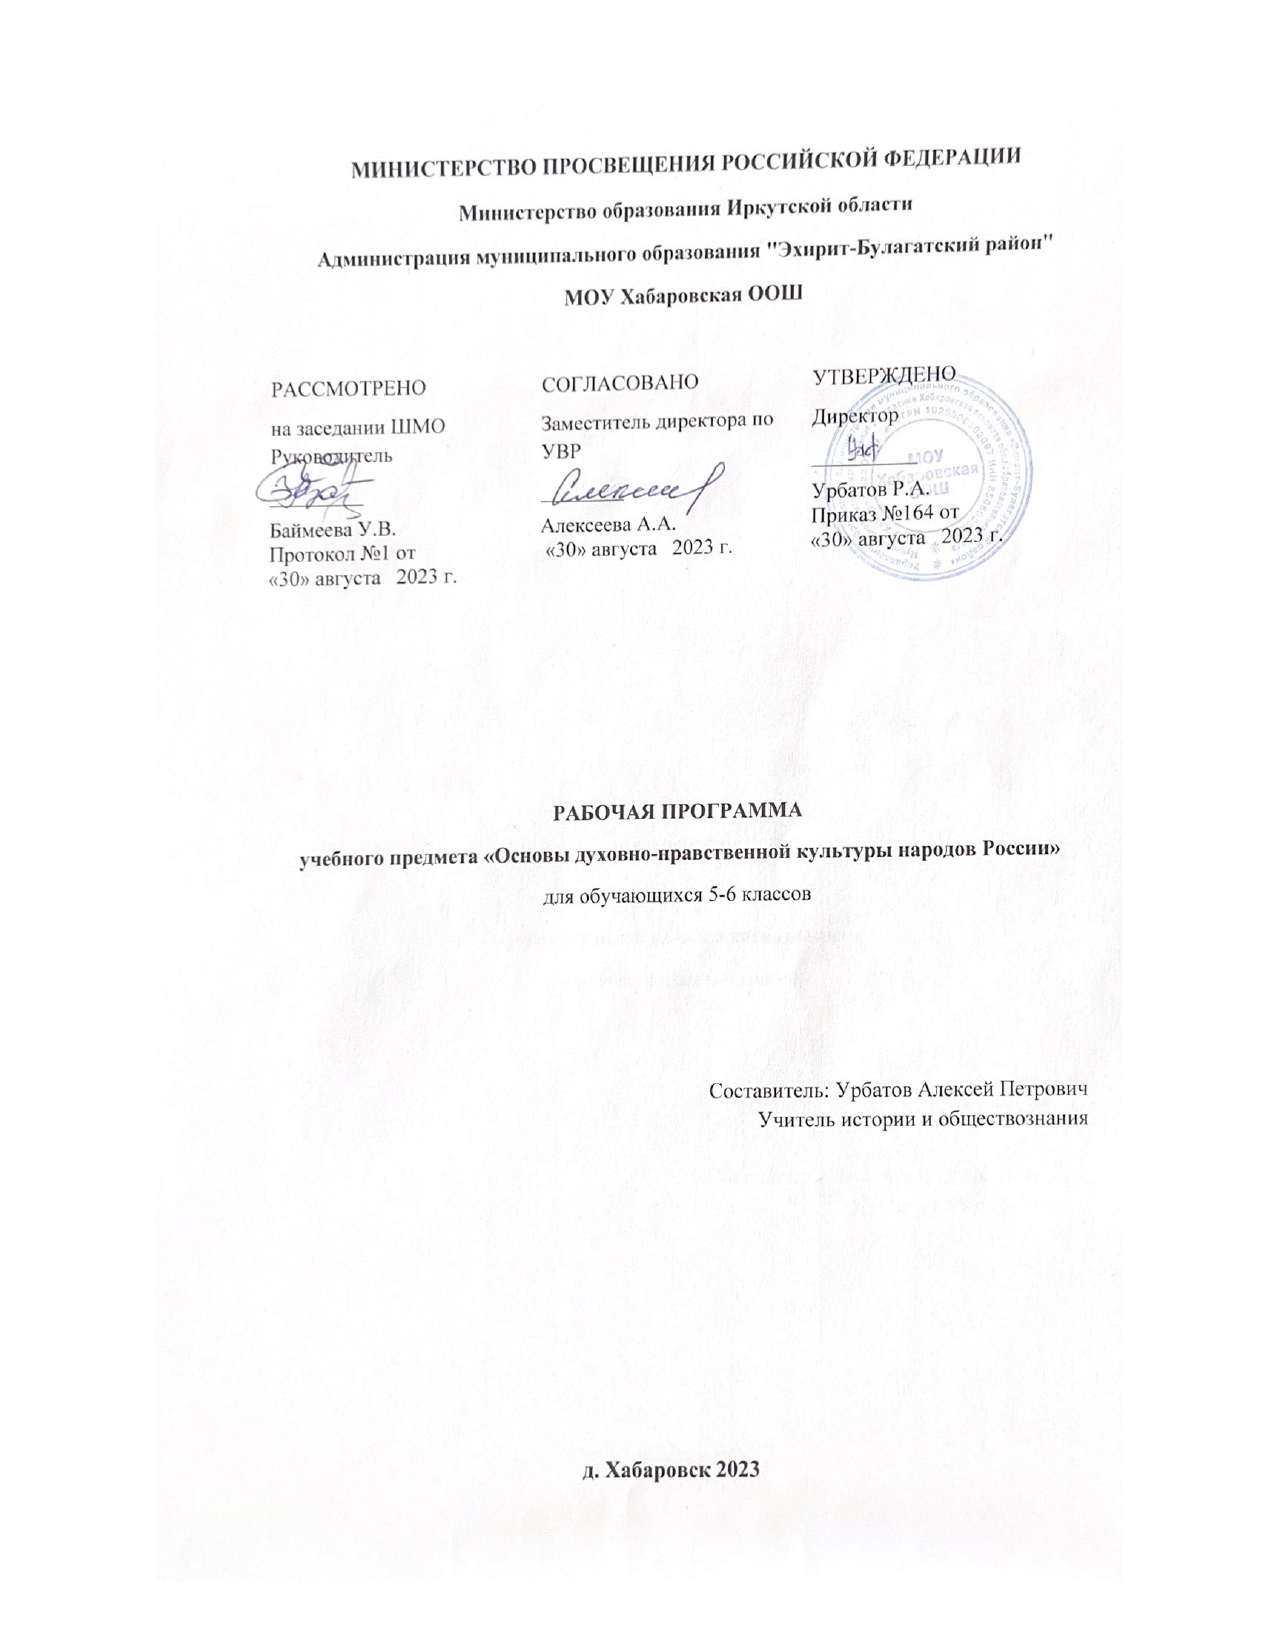 МИНИСТЕРСТВО ПРОСВЕЩЕНИЯ РОССИЙСКОЙ ФЕДЕРАЦИИ
Министерство образования Иркутской области
Администрация муниципального образования "Эхирит-Булагатский район"
МОУ Хабаровская ООШ
РАССМОТРЕНО
на заседании ШМО
Руководитель
Баймеева У.В.
Протокол №1 от
«30» августа 2023 г.
СОГЛАСОВАНО
Заместитель директора по
УВР
Алексеева А.А.
«30» августа 2023 г.
УТВЕРЖДЕНО
Директор
МОУ
Хабаровская
ООШ
Урбатов Р.А.
Приказ №164 от
«30» августа 2023 г.
РАБОЧАЯ ПРОГРАММА
учебного предмета «Основы духовно-нравственной культуры народов России»
для обучающихся 5-6 классов
Составитель: Урбатов Алексей Петрович
Учитель истории и обществознания
д. Хабаровск 2023